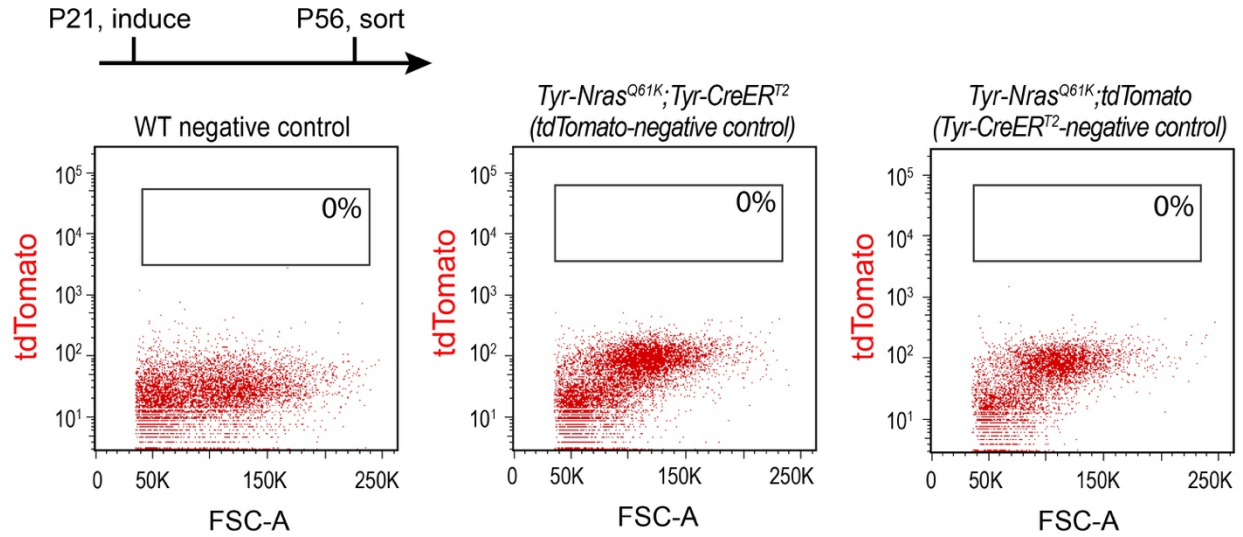 P21, induce
P56, sort
WT negative control
tdTomato
10⁵
10⁴
10³
10²
10¹
0%
0
50K
150K
250K
FSC-A
Tyr-Nrasᑫ⁶¹ᴷ;Tyr-CreERᵀ²
(tdTomato-negative control)
tdTomato
10⁵
10⁴
10³
10²
10¹
0%
0
50K
150K
250K
FSC-A
Tyr-Nrasᑫ⁶¹ᴷ;tdTomato
(Tyr-CreERᵀ²-negative control)
tdTomato
10⁵
10⁴
10³
10²
10¹
0%
0
50K
150K
250K
FSC-A